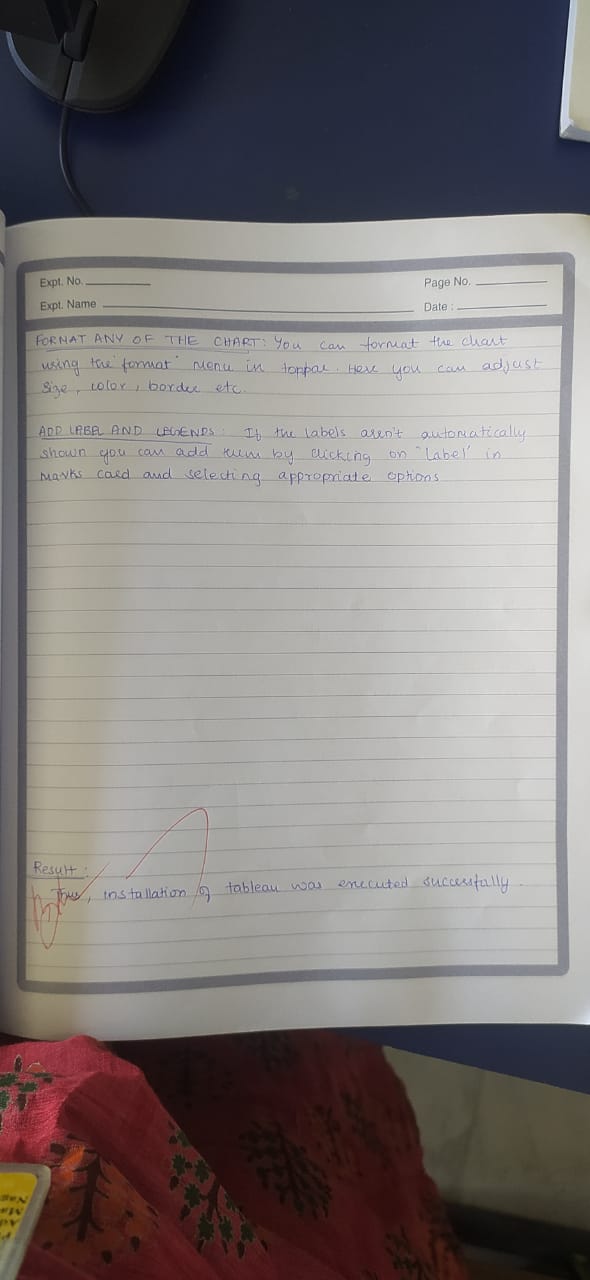 Expt. No.
Page No.
Expt. Name
Date :
FORMAT ANY OF THE CHART: You can format the chart
using the 'format' menu in toppar. Here you can adjust
size, color, border etc.
ADD LABEL AND LEGENDS: If the labels aren't automatically
shown you can add them by clicking on 'Label' in
Marks card and selecting appropriate options
Result :
Thus, installation of tableau was executed successfully.